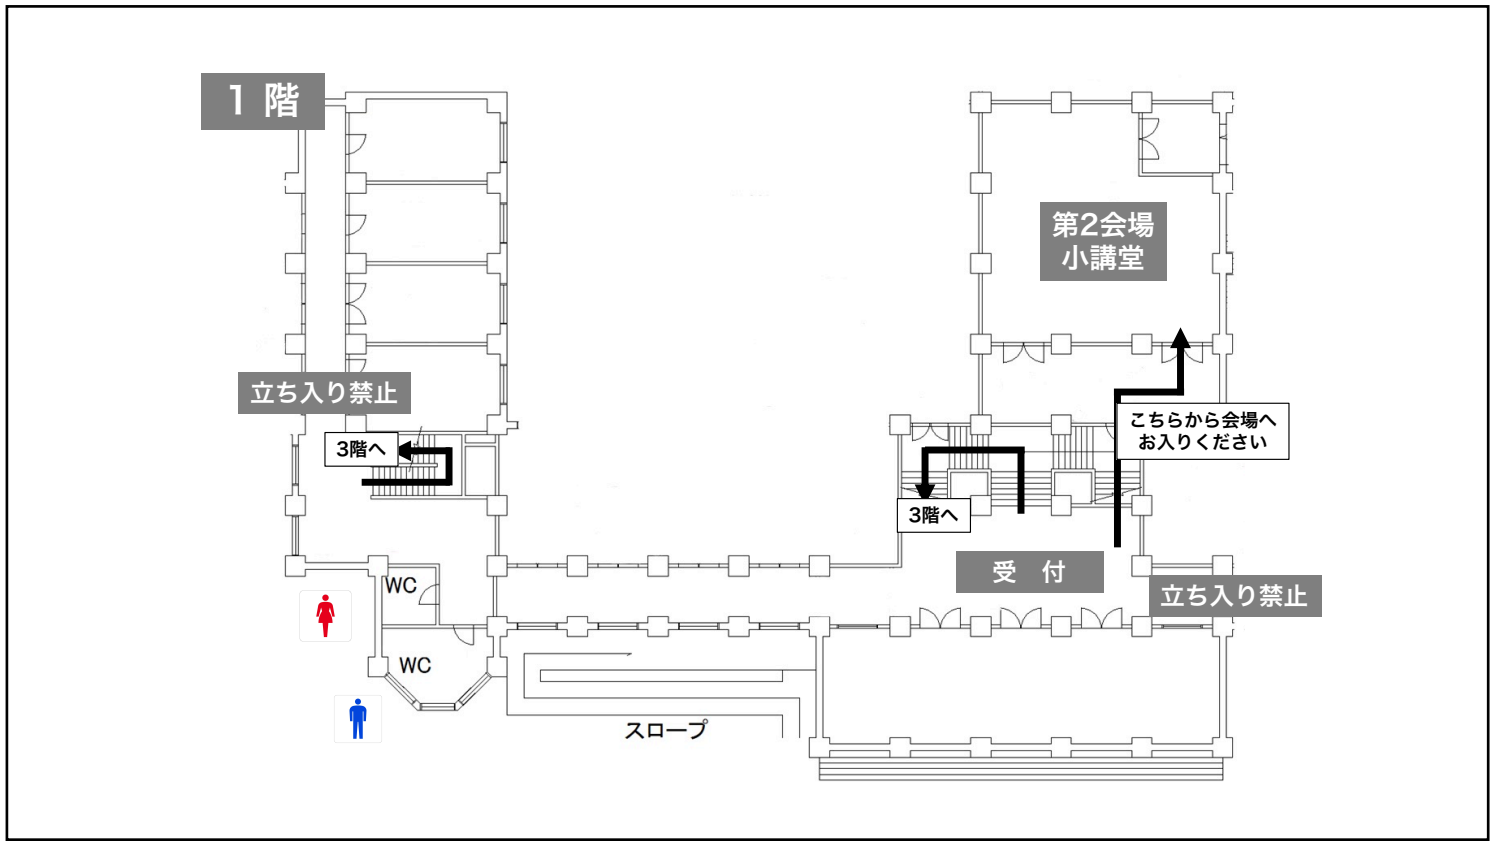 1 階
第2会場
小講堂
立ち入り禁止
こちらから会場へ
お入りください
3階へ
3階へ
受 付
立ち入り禁止
WC
WC
スロープ